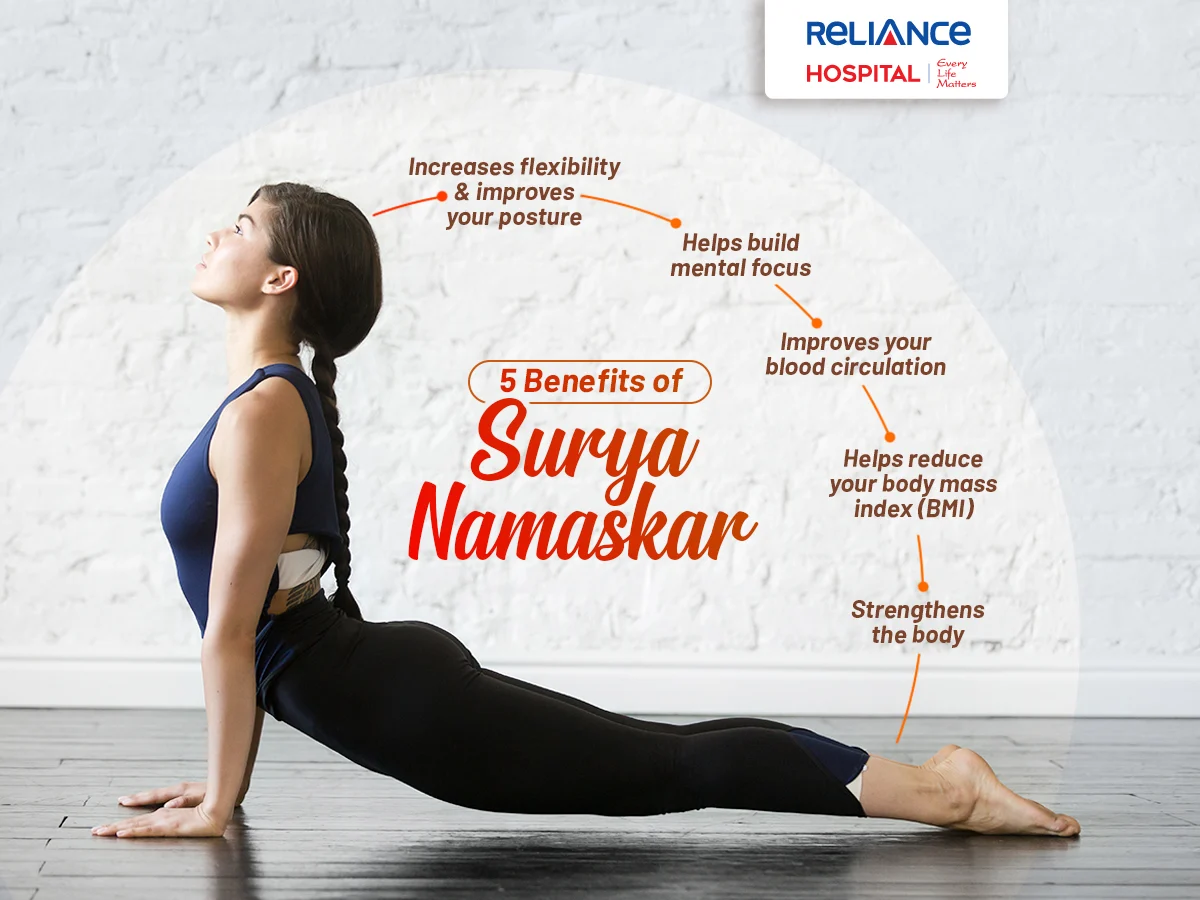 RELIANCE
HOSPITAL
Every
Life
Matters
Increases flexibility
& improves
your posture
Helps build
mental focus
Improves your
blood circulation
5 Benefits of
Surya
Namaskar
Helps reduce
your body mass
index (BMI)
Strengthens
the body